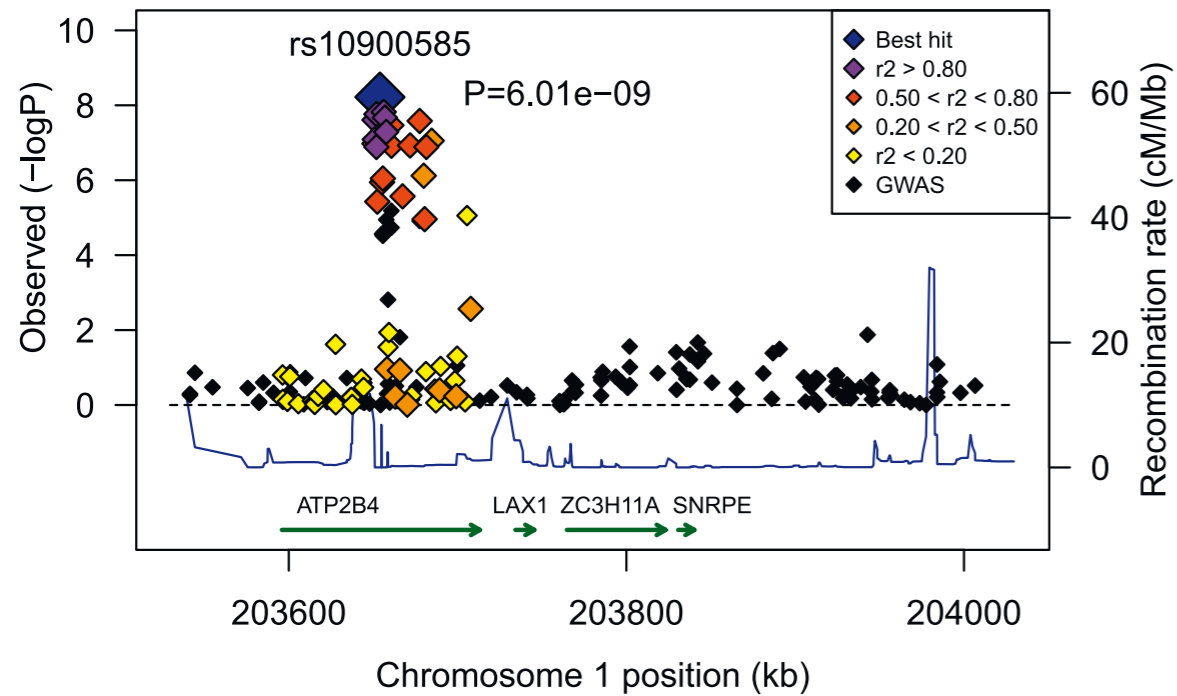 rs10900585
P=6.01e−09
Best hit
r2 > 0.80
0.50 < r2 < 0.80
0.20 < r2 < 0.50
r2 < 0.20
GWAS
Observed (−logP)
10
8
6
4
2
0
Recombination rate (cM/Mb)
60
40
20
0
ATP2B4
LAX1
ZC3H11A
SNRPE
203600
203800
204000
Chromosome 1 position (kb)